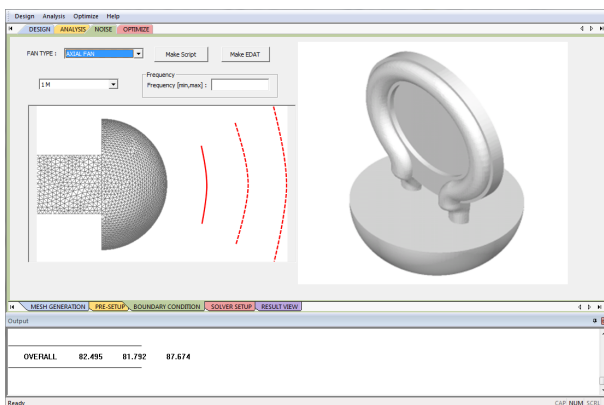 Design Analysis Optimize Help
DESIGN ANALYSIS NOISE OPTIMIZE
FAN TYPE : AXIAL FAN Make Script Make EDAT
Frequency
1 M Frequency [min,max] :
MESH GENERATION PRE-SETUP BOUNDARY CONDITION SOLVER SETUP RESULT VIEW
Output
OVERALL 82.495 81.792 87.674
Ready CAP NUM SCRL